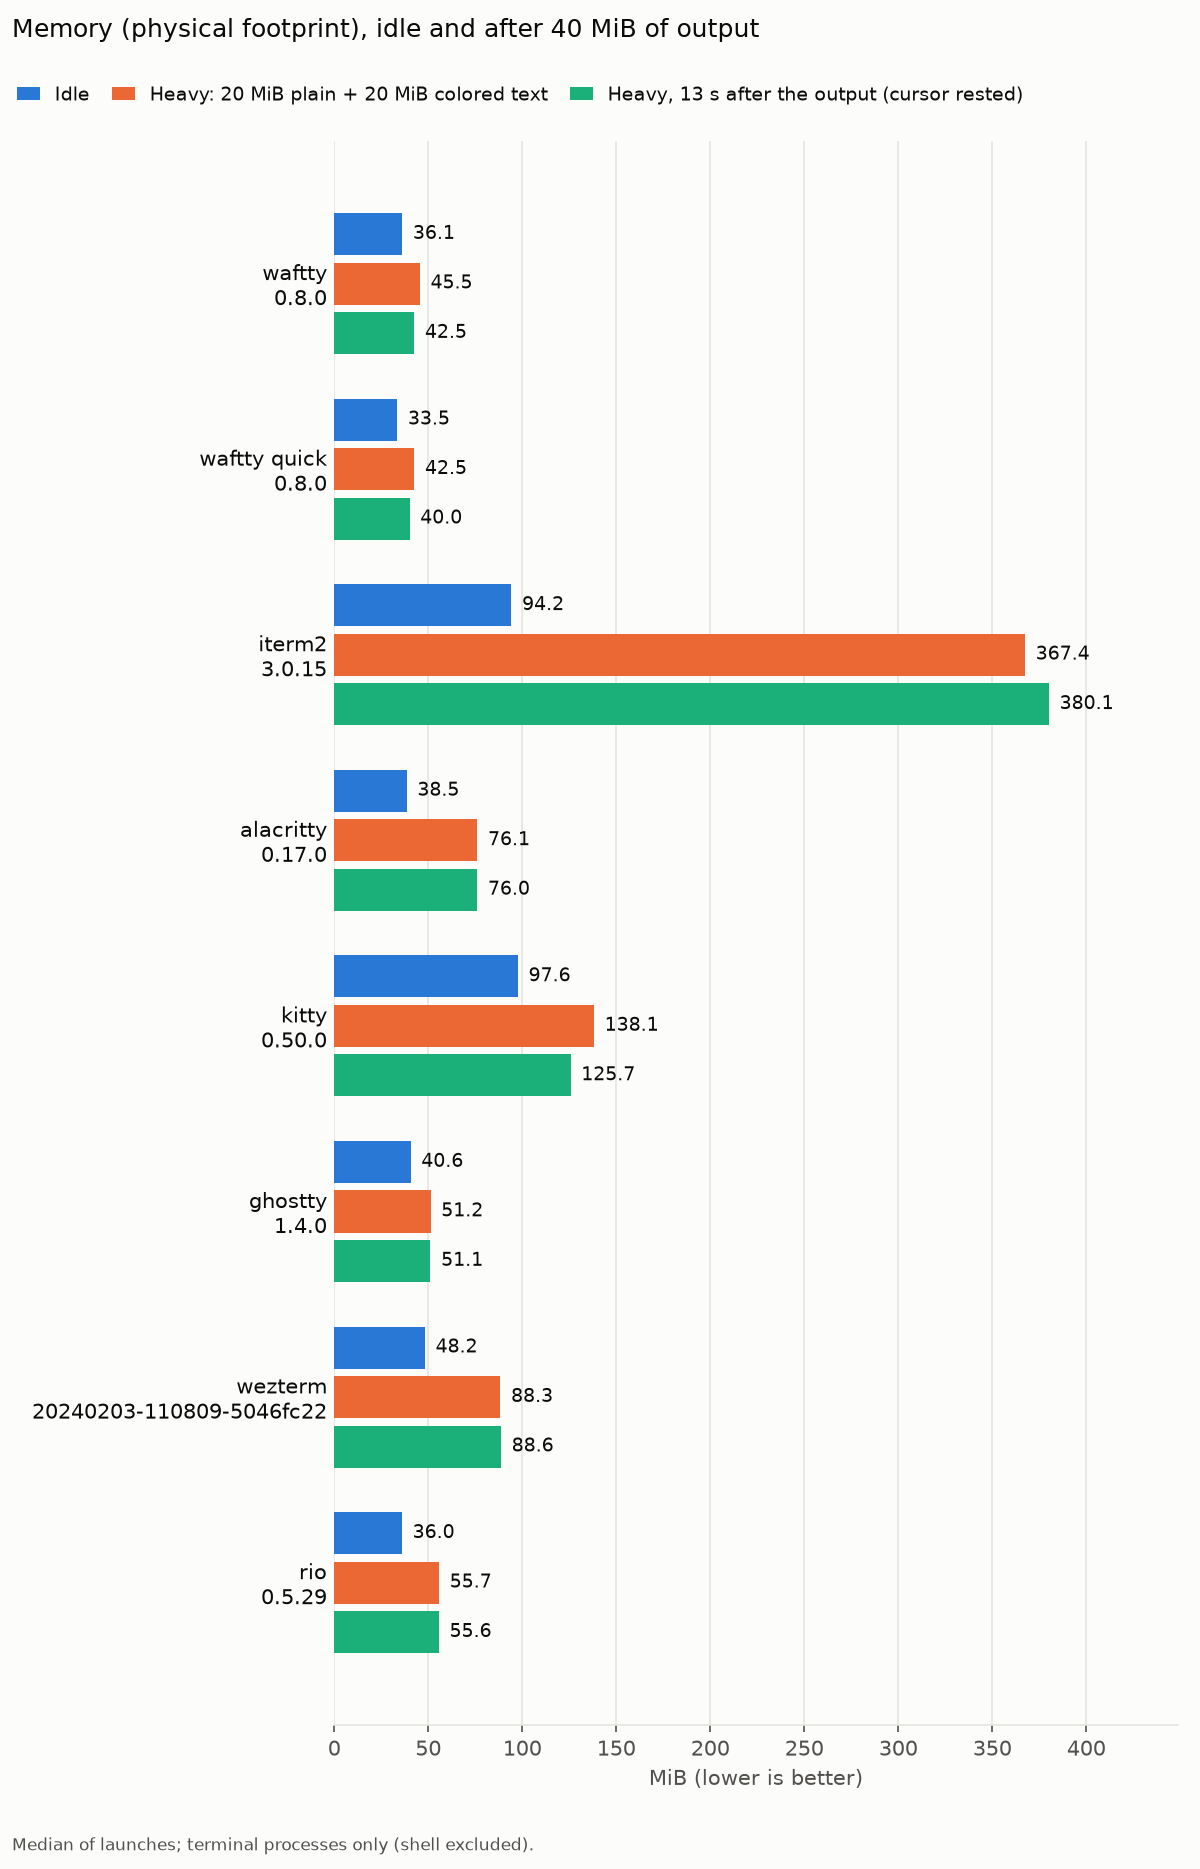 Memory (physical footprint), idle and after 40 MiB of output
Idle Heavy: 20 MiB plain + 20 MiB colored text Heavy, 13 s after the output (cursor rested)
36.1
waftty
45.5
0.8.0
42.5
33.5
waftty quick
42.5
0.8.0
40.0
94.2
iterm2
367.4
3.0.15
380.1
38.5
alacritty
76.1
0.17.0
76.0
97.6
kitty
138.1
0.50.0
125.7
40.6
ghostty
51.2
1.4.0
51.1
48.2
wezterm
88.3
20240203-110809-5046fc22
88.6
36.0
rio
55.7
0.5.29
55.6
0 50 100 150 200 250 300 350 400
MiB (lower is better)
Median of launches; terminal processes only (shell excluded).